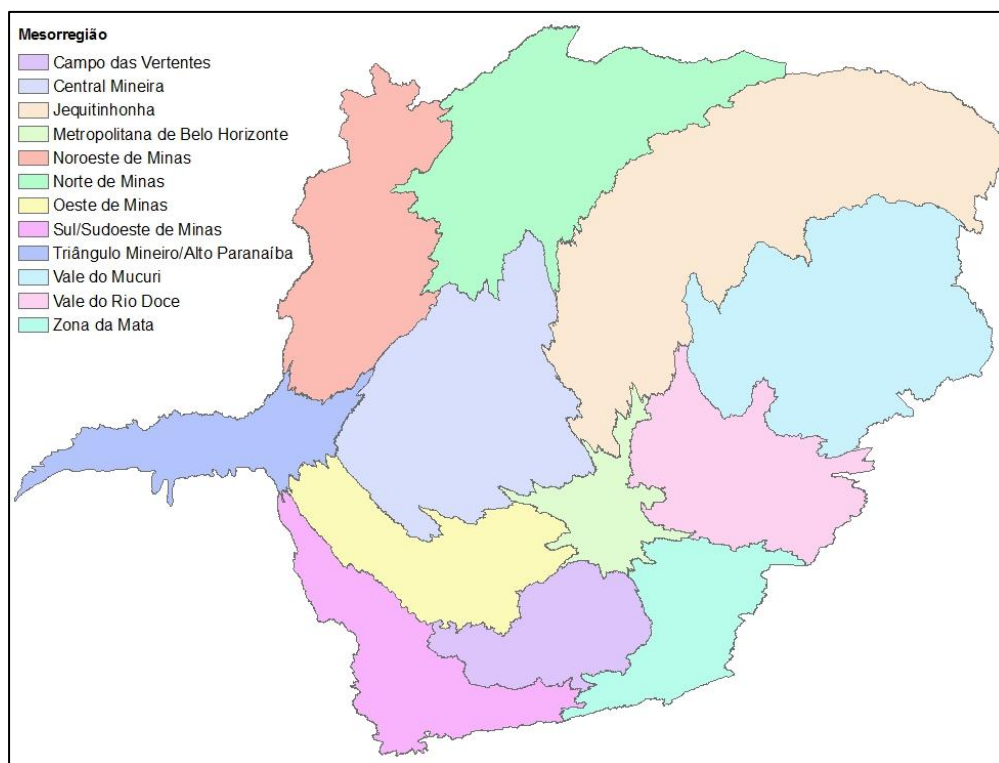 Mesorregião
Campo das Vertentes
Central Mineira
Jequitinhonha
Metropolitana de Belo Horizonte
Noroeste de Minas
Norte de Minas
Oeste de Minas
Sul/Sudoeste de Minas
Triângulo Mineiro/Alto Paranaíba
Vale do Mucuri
Vale do Rio Doce
Zona da Mata